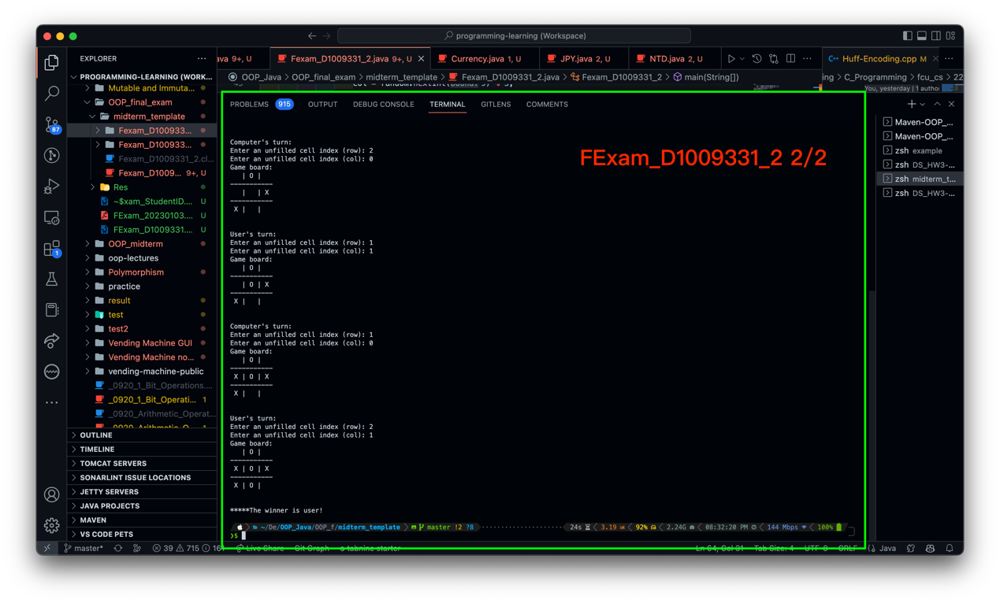 programming-learning (Workspace)
EXPLORER
ava 9+, U
Fexam_D1009331_2.java 9+, U
Currency.java 1, U
JPY.java 2, U
NTD.java 2, U
Huff-Encoding.cpp M
PROGRAMMING-LEARNING (WORK...
OOP_Java > OOP_final_exam > midterm_template > Fexam_D1009331_2.java > Fexam_D1009331_2 > main(String[])
ing > C_Programming > fcu_cs > 22
You, yesterday | 1 author
Mutable and Immuta...
OOP_final_exam
midterm_template
Fexam_D100933...
Fexam_D100933...
Fexam_D1009331_2.cl...
Fexam_D1009... 9+, U
Res
~$xam_StudentID.... U
FExam_20230103.... U
FExam_D1009331.... U
OOP_midterm
oop-lectures
Polymorphism
practice
result
test
test2
Vending Machine GUI
Vending Machine no...
vending-machine-public
_0920_1_Bit_Operations....
_0920_1_Bit_Operati... 1
_0920_Arithmetic_Operat...
_0920_Arithmetic_O... 1
OUTLINE
TIMELINE
TOMCAT SERVERS
SONARLINT ISSUE LOCATIONS
JETTY SERVERS
JAVA PROJECTS
MAVEN
VS CODE PETS
87
1
PROBLEMS 915 OUTPUT DEBUG CONSOLE TERMINAL GITLENS COMMENTS
FExam_D1009331_2 2/2
Computer's turn:
Enter an unfilled cell index (row): 2
Enter an unfilled cell index (col): 0
Game board:
| O |
-----------
| | X
-----------
X | |
User's turn:
Enter an unfilled cell index (row): 1
Enter an unfilled cell index (col): 1
Game board:
| O |
-----------
| O | X
-----------
X | |
Computer's turn:
Enter an unfilled cell index (row): 1
Enter an unfilled cell index (col): 0
Game board:
| O |
-----------
X | O | X
-----------
X | |
User's turn:
Enter an unfilled cell index (row): 2
Enter an unfilled cell index (col): 1
Game board:
| O |
-----------
X | O | X
-----------
X | O |
*****The winner is user!
~/De/OOP_Java/OOP_f/midterm_template master !2 ?8 24s 3.19 92% 2.24G 08:32:20 PM 144 Mbps 100%
❯$
Maven-OOP_...
Maven-OOP_...
zsh example
zsh DS_HW3-...
zsh midterm_t...
zsh DS_HW3-...
master* 39 715 161 Live Share Git Graph tabnine starter Ln 64, Col 31 Tab Size: 4 UTF-8 CRLF Java